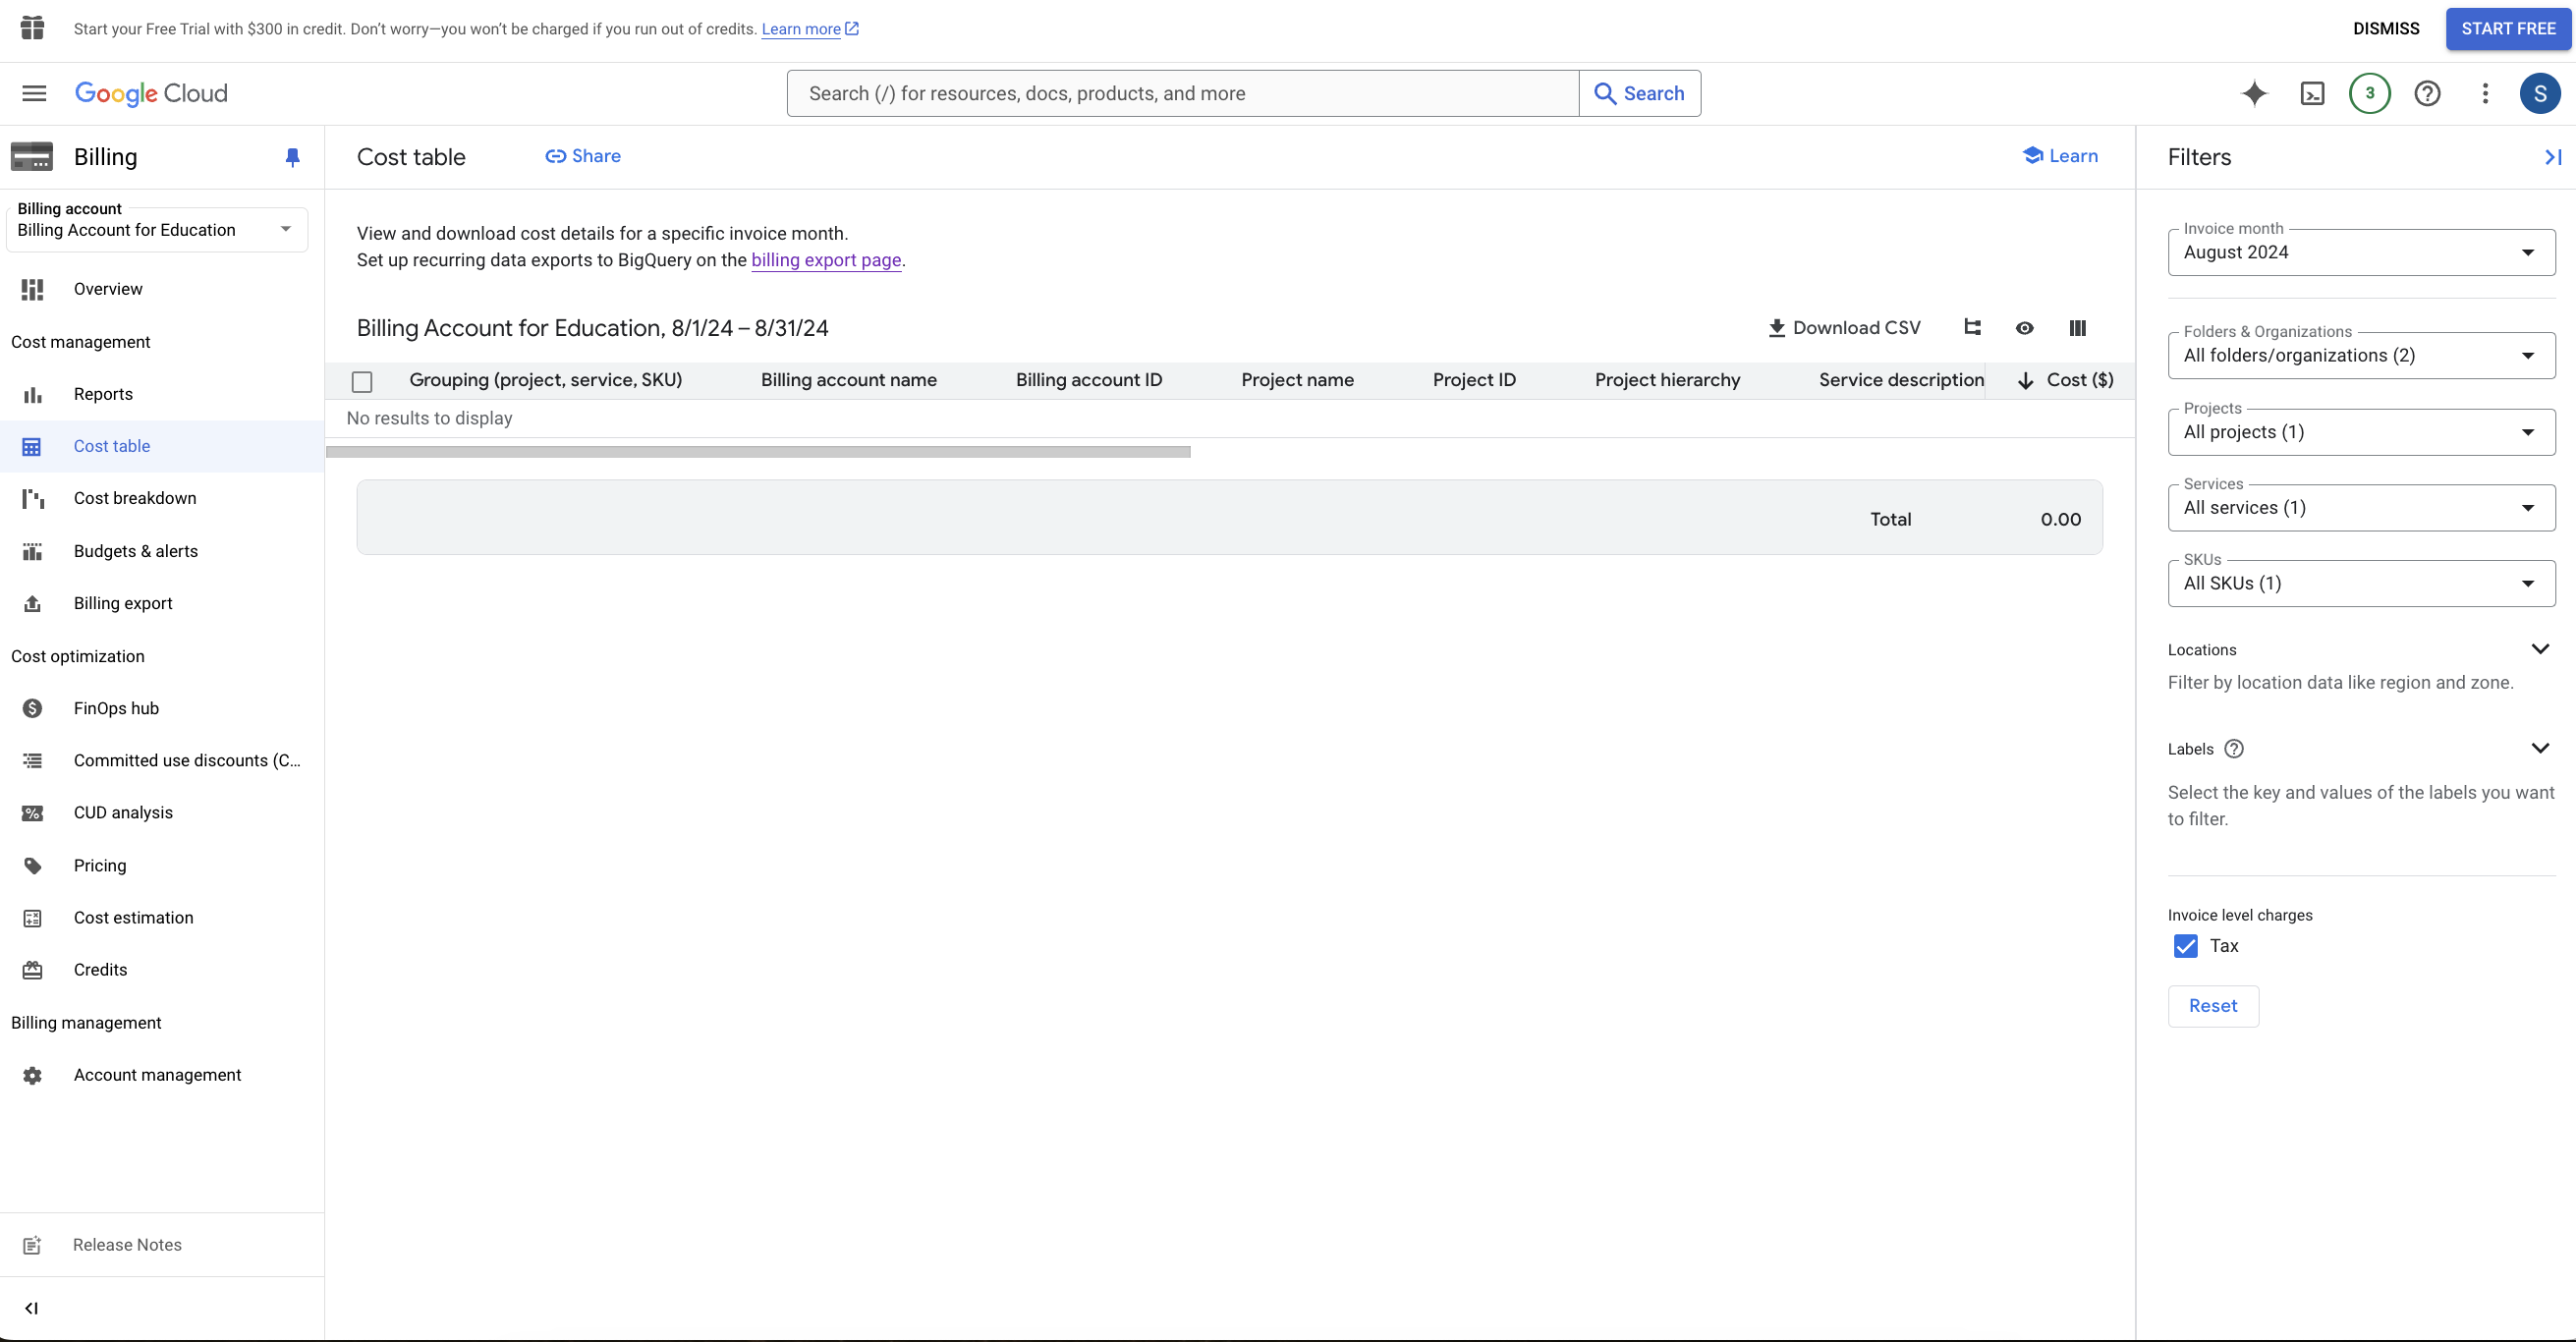 Start your Free Trial with $300 in credit. Don’t worry—you won’t be charged if you run out of credits. Learn more
DISMISS
START FREE
Google Cloud
Search (/) for resources, docs, products, and more
Search
3
S
Billing
Billing account
Billing Account for Education
Overview
Cost management
Reports
Cost table
Cost breakdown
Budgets & alerts
Billing export
Cost optimization
FinOps hub
Committed use discounts (C...
CUD analysis
Pricing
Cost estimation
Credits
Billing management
Account management
Release Notes
Cost table
Share
Learn
View and download cost details for a specific invoice month.
Set up recurring data exports to BigQuery on the billing export page.
Billing Account for Education, 8/1/24 – 8/31/24
Download CSV
Grouping (project, service, SKU) Billing account name Billing account ID Project name Project ID Project hierarchy Service description Cost ($)
No results to display
Total 0.00
Filters
Invoice month
August 2024
Folders & Organizations
All folders/organizations (2)
Projects
All projects (1)
Services
All services (1)
SKUs
All SKUs (1)
Locations
Filter by location data like region and zone.
Labels
Select the key and values of the labels you want
to filter.
Invoice level charges
Tax
Reset